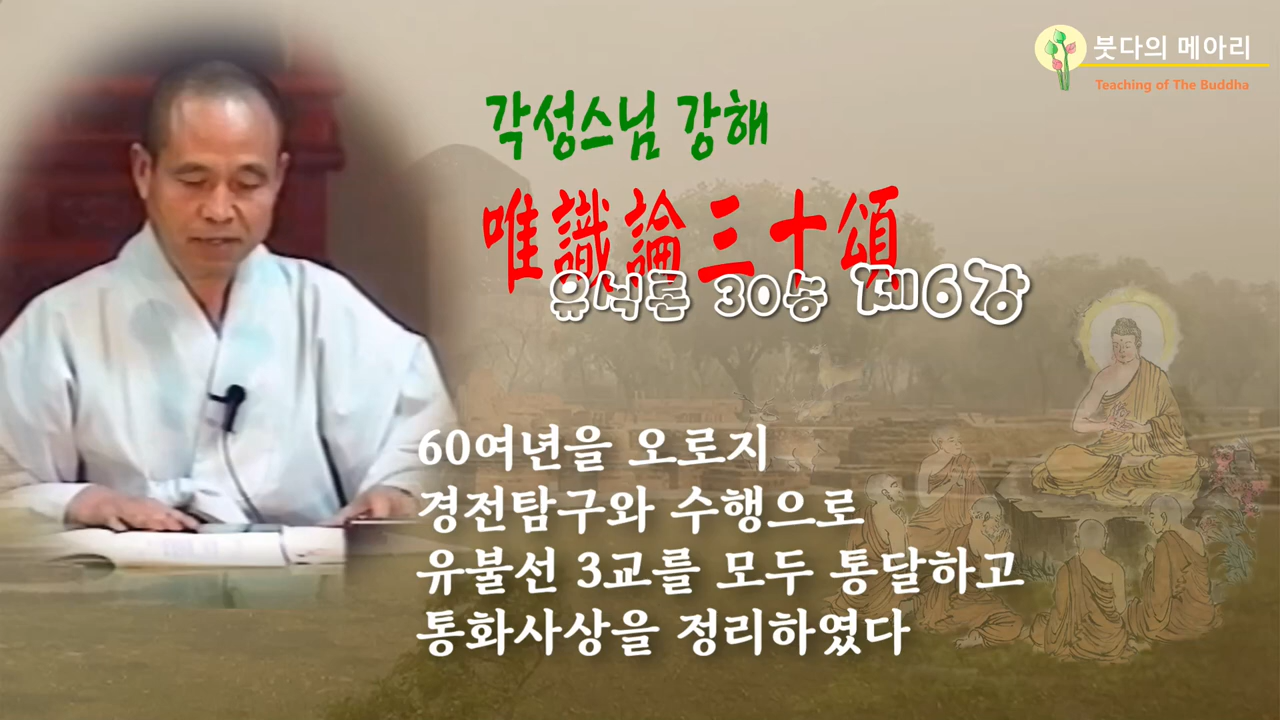 붓다의 메아리
Teaching of The Buddha
각성스님 강해
唯識論三十頌
유식론 30송 제6강
60여년을 오로지
경전탐구와 수행으로
유불선 3교를 모두 통달하고
통화사상을 정리하였다